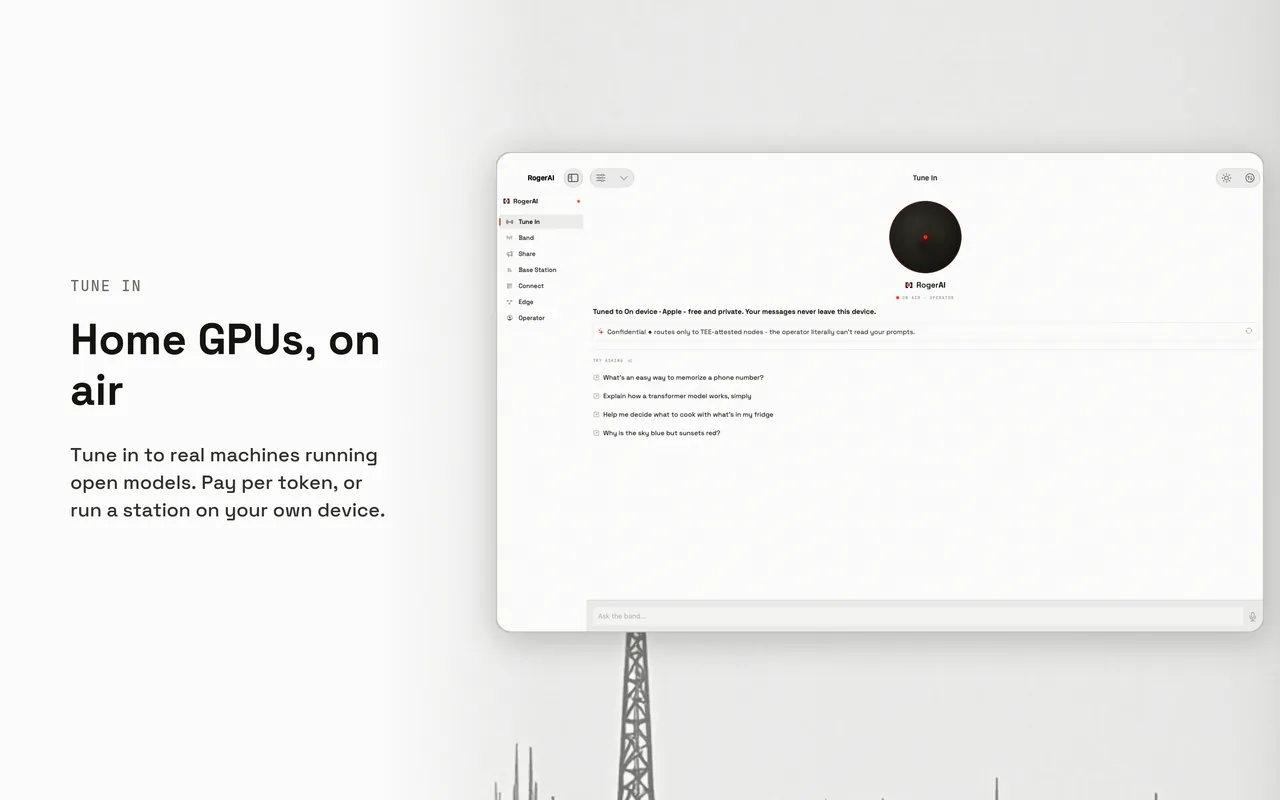 TUNE IN
Home GPUs, on
air
Tune in to real machines running
open models. Pay per token, or
run a station on your own device.
RogerAI
Tune In
RogerAI
Tune In
Band
Share
Base Station
Connect
Edge
Operator
RogerAI
ON AIR · OPERATOR
Tuned to On device · Apple - free and private. Your messages never leave this device.
Confidential ● routes only to TEE-attested nodes - the operator literally can't read your prompts.
TRY ASKING
What's an easy way to memorize a phone number?
Explain how a transformer model works, simply
Help me decide what to cook with what's in my fridge
Why is the sky blue but sunsets red?
Ask the band...